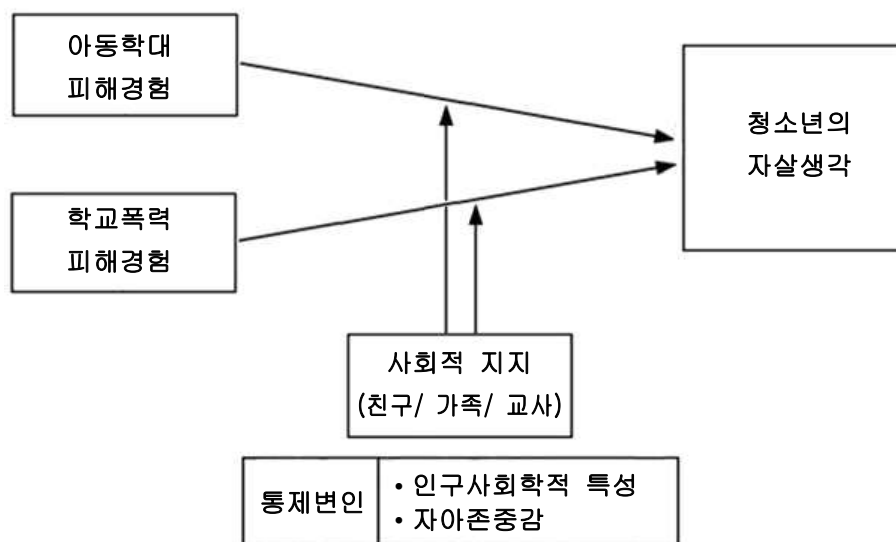 아동학대
피해경험
청소년의
자살생각
학교폭력
피해경험
사회적 지지
(친구/ 가족/ 교사)
통제변인
• 인구사회학적 특성
• 자아존중감